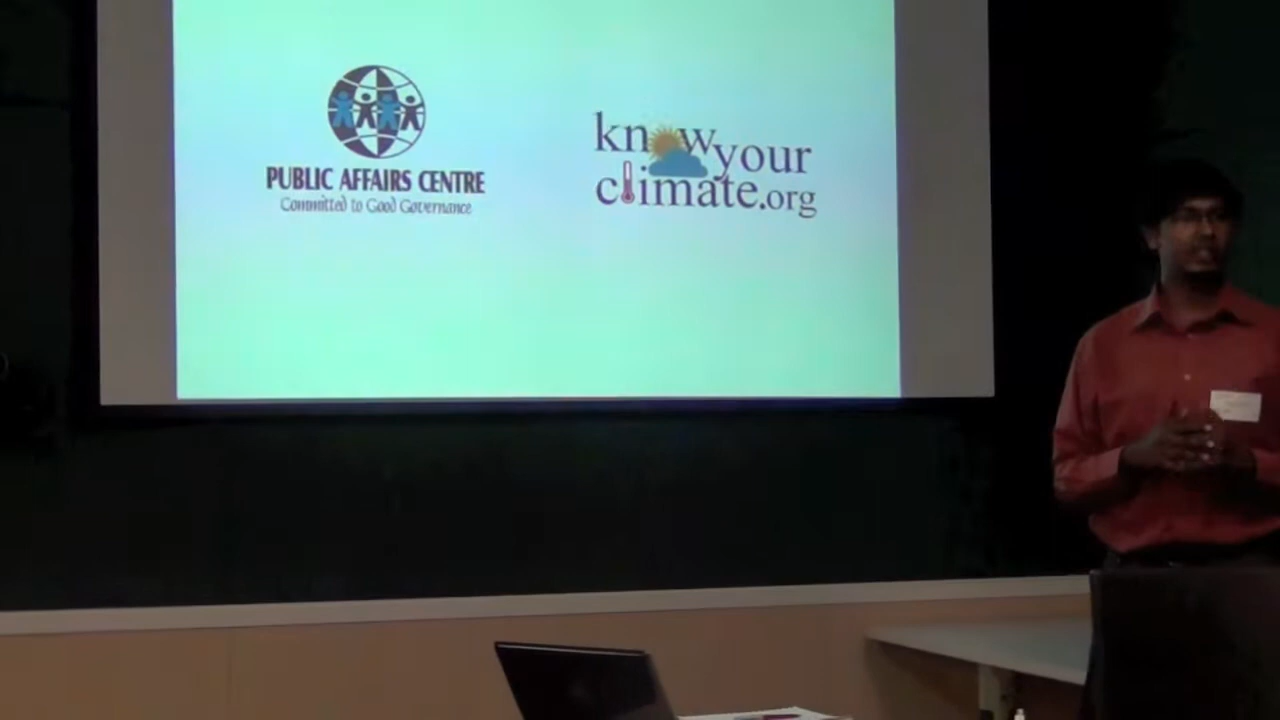 PUBLIC AFFAIRS CENTRE
Committed to Good Governance
know your
climate.org